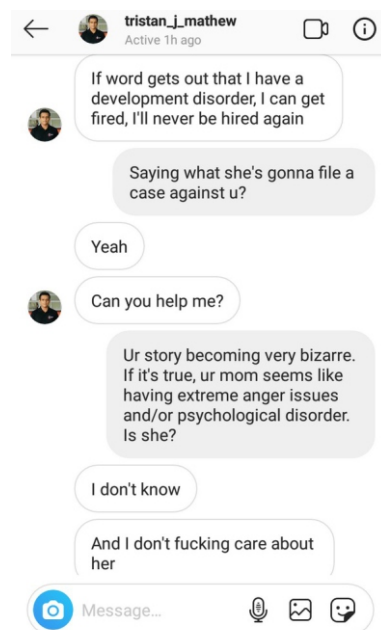 tristan_j_mathew
Active 1h ago
If word gets out that I have a
development disorder, I can get
fired, I'll never be hired again
Saying what she's gonna file a
case against u?
Yeah
Can you help me?
Ur story becoming very bizarre.
If it's true, ur mom seems like
having extreme anger issues
and/or psychological disorder.
Is she?
I don't know
And I don't fucking care about
her
Message...